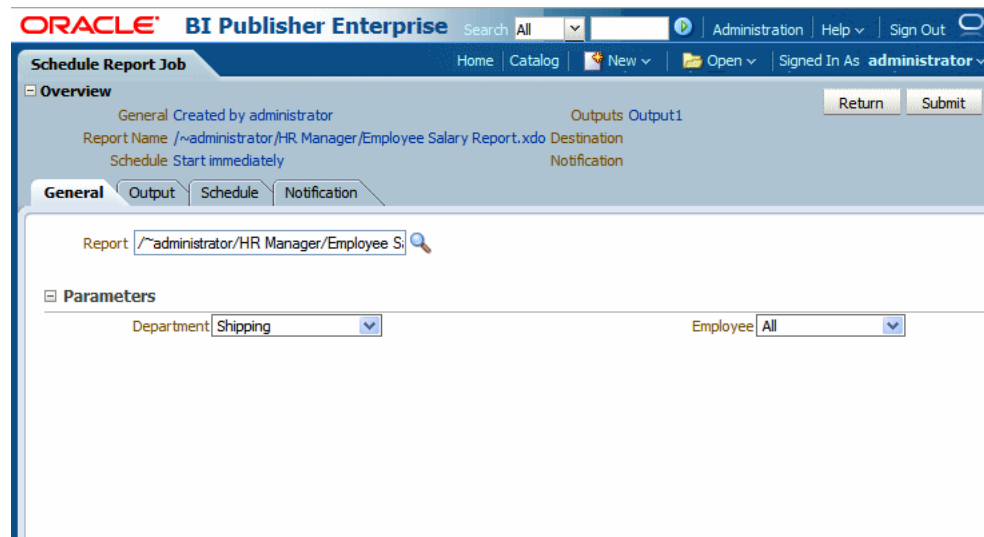 ORACLE BI Publisher Enterprise Search All Administration Help Sign Out
Schedule Report Job Home Catalog New Open Signed In As administrator
Overview
Return Submit
General Created by administrator Outputs Output1
Report Name /~administrator/HR Manager/Employee Salary Report.xdo Destination
Schedule Start immediately Notification
General Output Schedule Notification
Report /~administrator/HR Manager/Employee Sa
Parameters
Department Shipping Employee All